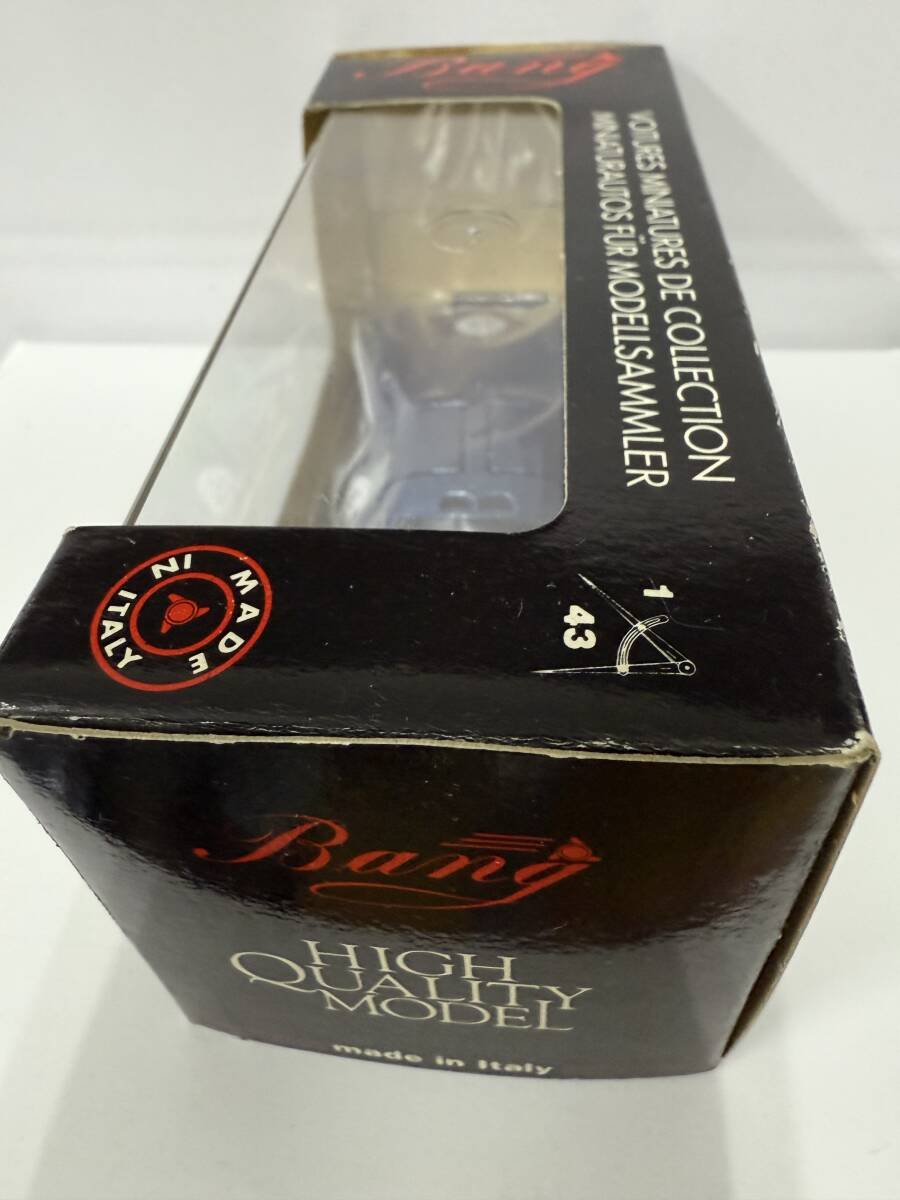 Bang
VOITURES MINIATURES DE COLLECTION
MINIATURAUTOS FÜR MODELLSAMMLER
1
43
MADE IN ITALY
Bang
HIGH
QUALITY
MODEL
made in Italy